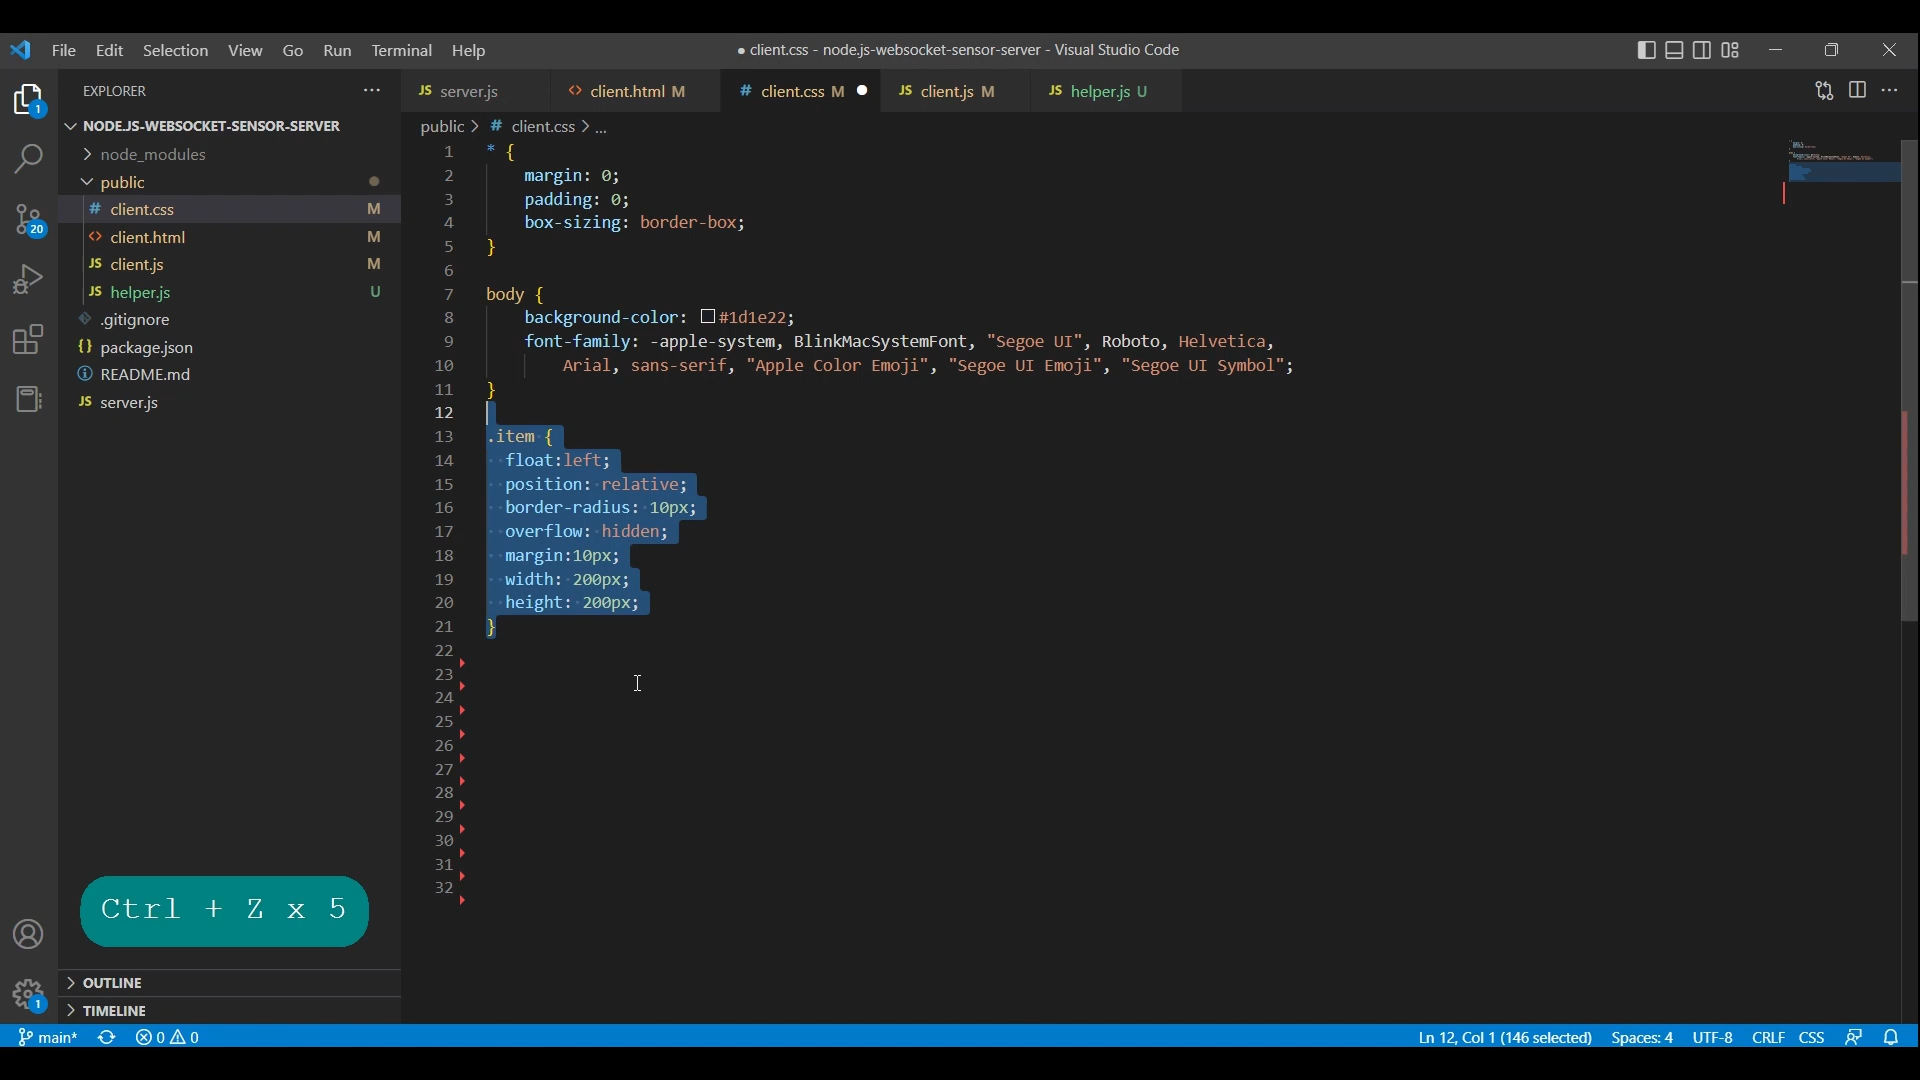 File Edit Selection View Go Run Terminal Help
● client.css - node.js-websocket-sensor-server - Visual Studio Code
EXPLORER
JS server.js
<> client.html M
# client.css M
JS client.js M
JS helper.js U
1
NODE.JS-WEBSOCKET-SENSOR-SERVER
node_modules
public
# client.css M
<> client.html M
JS client.js M
JS helper.js U
.gitignore
{} package.json
README.md
JS server.js
20
public > # client.css > ...
1 * {
2 margin: 0;
3 padding: 0;
4 box-sizing: border-box;
5 }
6
7 body {
8 background-color: #1d1e22;
9 font-family: -apple-system, BlinkMacSystemFont, "Segoe UI", Roboto, Helvetica,
10 Arial, sans-serif, "Apple Color Emoji", "Segoe UI Emoji", "Segoe UI Symbol";
11 }
12
13 .item {
14 float:left;
15 position: relative;
16 border-radius: 10px;
17 overflow: hidden;
18 margin:10px;
19 width: 200px;
20 height: 200px;
21 }
22
23
24
25
26
27
28
29
30
31
32
Ctrl + Z x 5
OUTLINE
TIMELINE
1
main* 0 0
Ln 12, Col 1 (146 selected) Spaces: 4 UTF-8 CRLF CSS